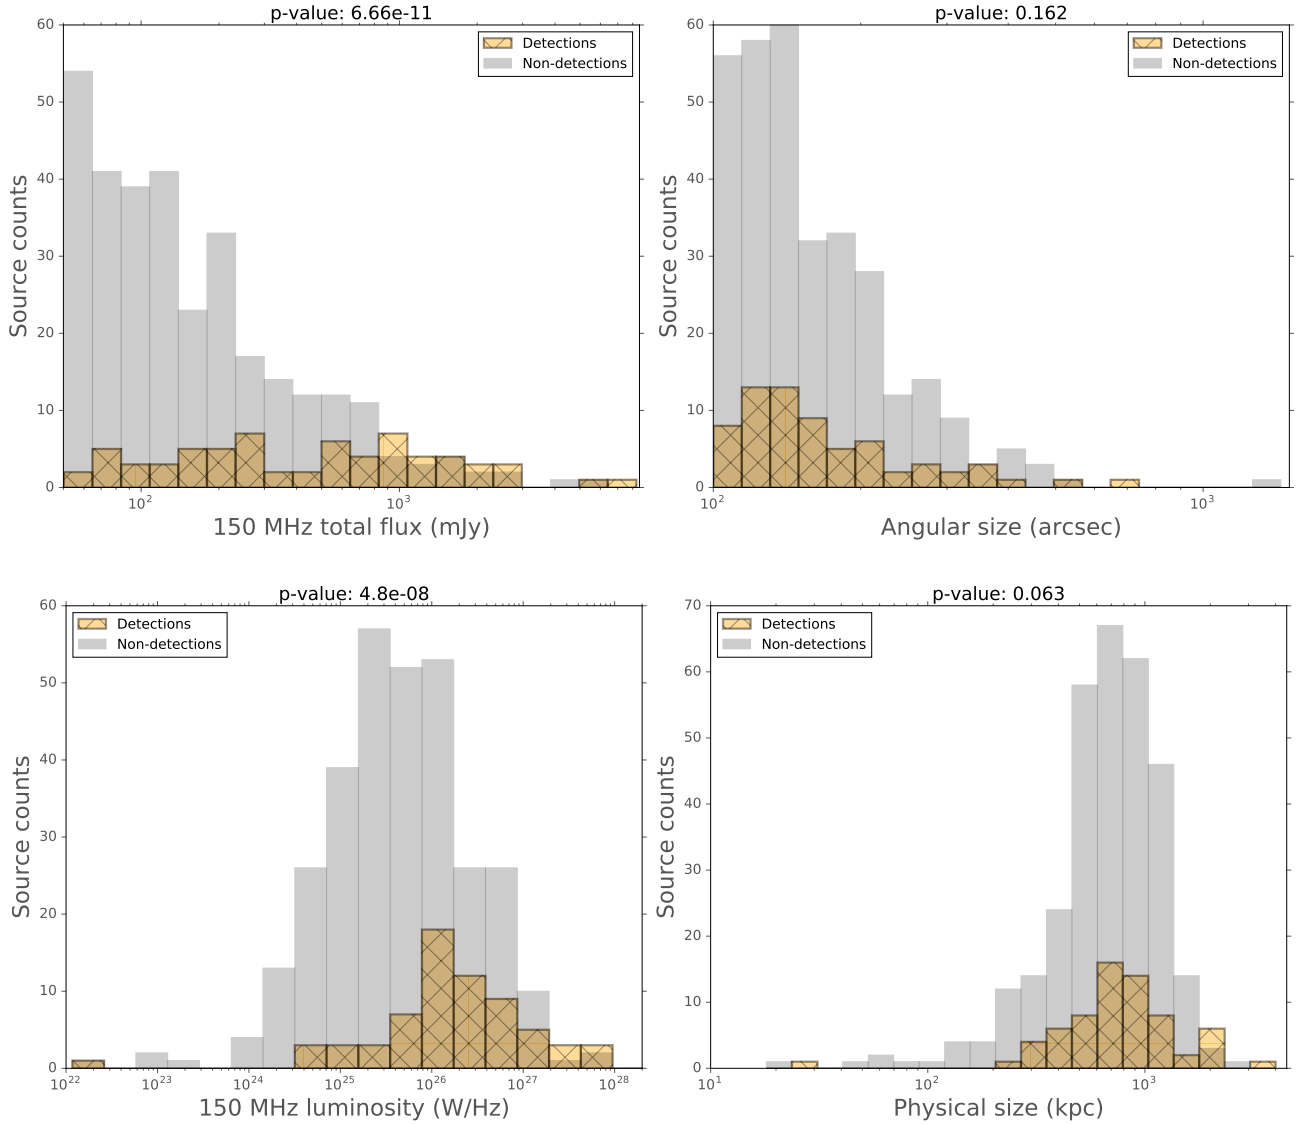 p-value: 6.66e-11
60
50
40
30
20
10
0
Source counts
Detections
Non-detections
10^2
10^3
150 MHz total flux (mJy)
p-value: 0.162
60
50
40
30
20
10
0
Source counts
Detections
Non-detections
10^2
10^3
Angular size (arcsec)
p-value: 4.8e-08
60
50
40
30
20
10
0
Source counts
Detections
Non-detections
10^22
10^23
10^24
10^25
10^26
10^27
10^28
150 MHz luminosity (W/Hz)
p-value: 0.063
70
60
50
40
30
20
10
0
Source counts
Detections
Non-detections
10^1
10^2
10^3
Physical size (kpc)